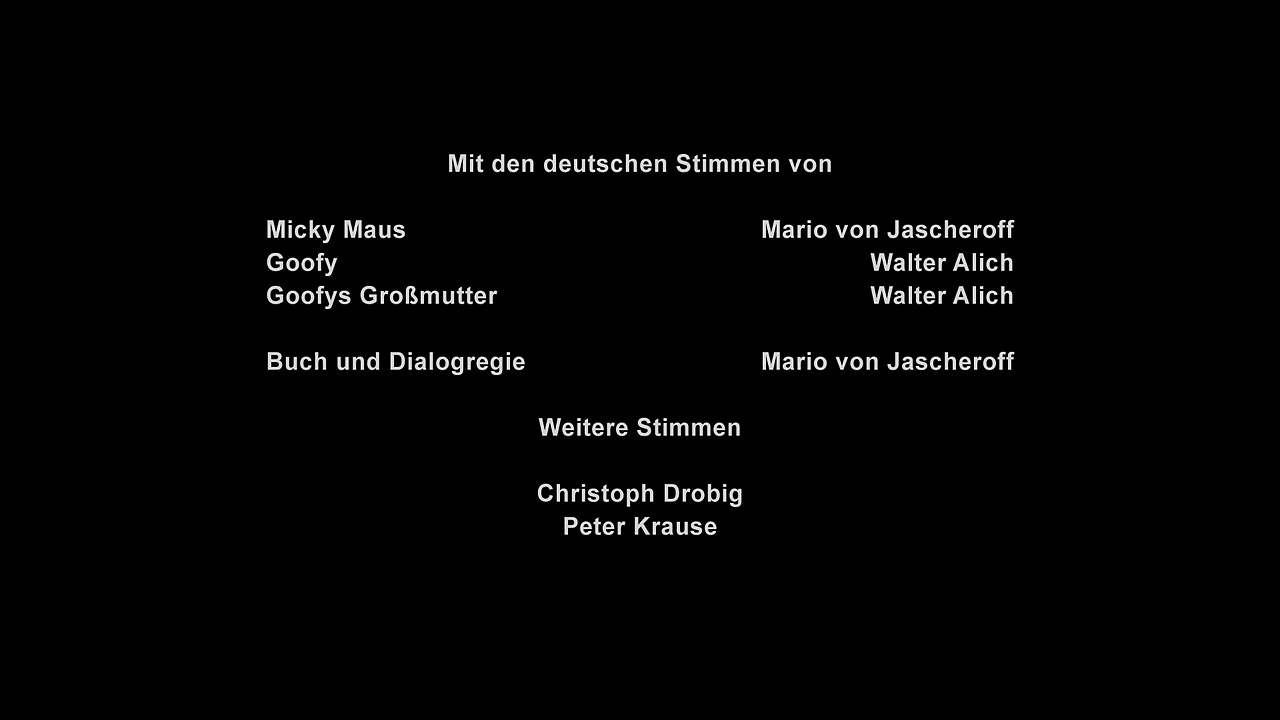 Mit den deutschen Stimmen von
Micky Maus Mario von Jascheroff
Goofy Walter Alich
Goofys Großmutter Walter Alich
Buch und Dialogregie Mario von Jascheroff
Weitere Stimmen
Christoph Drobig
Peter Krause